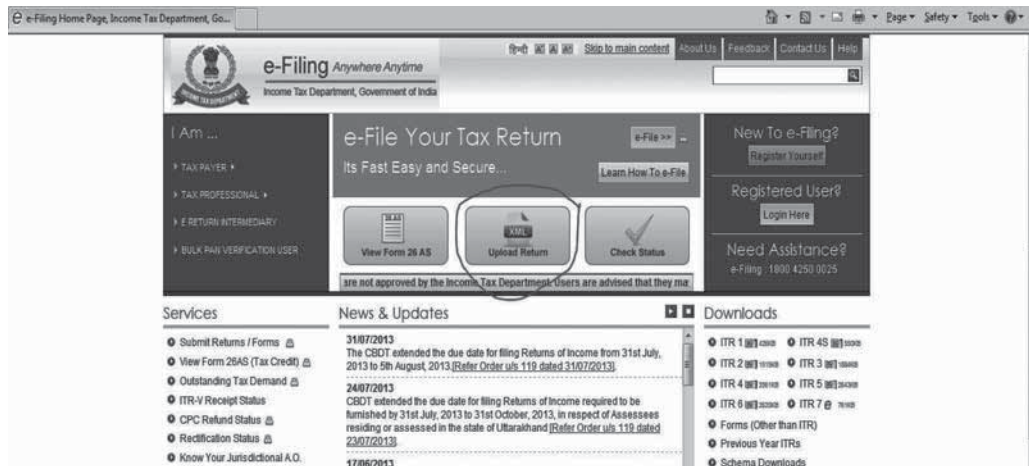 e-Filing Home Page, Income Tax Department, Go...
Page Safety Tools
हिन्दी A A A Skip to main content About Us Feedback Contact Us Help
e-Filing Anywhere Anytime
Income Tax Department, Government of India
I Am ...
TAX PAYER
TAX PROFESSIONAL
E RETURN INTERMEDIARY
BULK PAN VERIFICATION USER
e-File Your Tax Return
e-File >>
Its Fast Easy and Secure...
Learn How To e-File
26 AS
View Form 26 AS
XML
Upload Return
Check Status
are not approved by the Income Tax Department. Users are advised that they ma
New To e-Filing?
Register Yourself
Registered User?
Login Here
Need Assistance?
e-Filing : 1800 4250 0025
Services
Submit Returns / Forms
View Form 26AS (Tax Credit)
Outstanding Tax Demand
ITR-V Receipt Status
CPC Refund Status
Rectification Status
Know Your Jurisdictional A.O.
News & Updates
31/07/2013
The CBDT extended the due date for filing Returns of Income from 31st July,
2013 to 5th August, 2013.[Refer Order u/s 119 dated 31/07/2013].
24/07/2013
CBDT extended the due date for filing Returns of Income required to be
furnished by 31st July, 2013 to 31st October, 2013, in respect of Assessees
residing or assessed in the state of Uttarakhand [Refer Order u/s 119 dated
23/07/2013].
17/06/2013
Downloads
ITR 1 ITR 4S
ITR 2 ITR 3
ITR 4 ITR 5
ITR 6 ITR 7
Forms (Other than ITR)
Previous Year ITRs
Schema Downloads